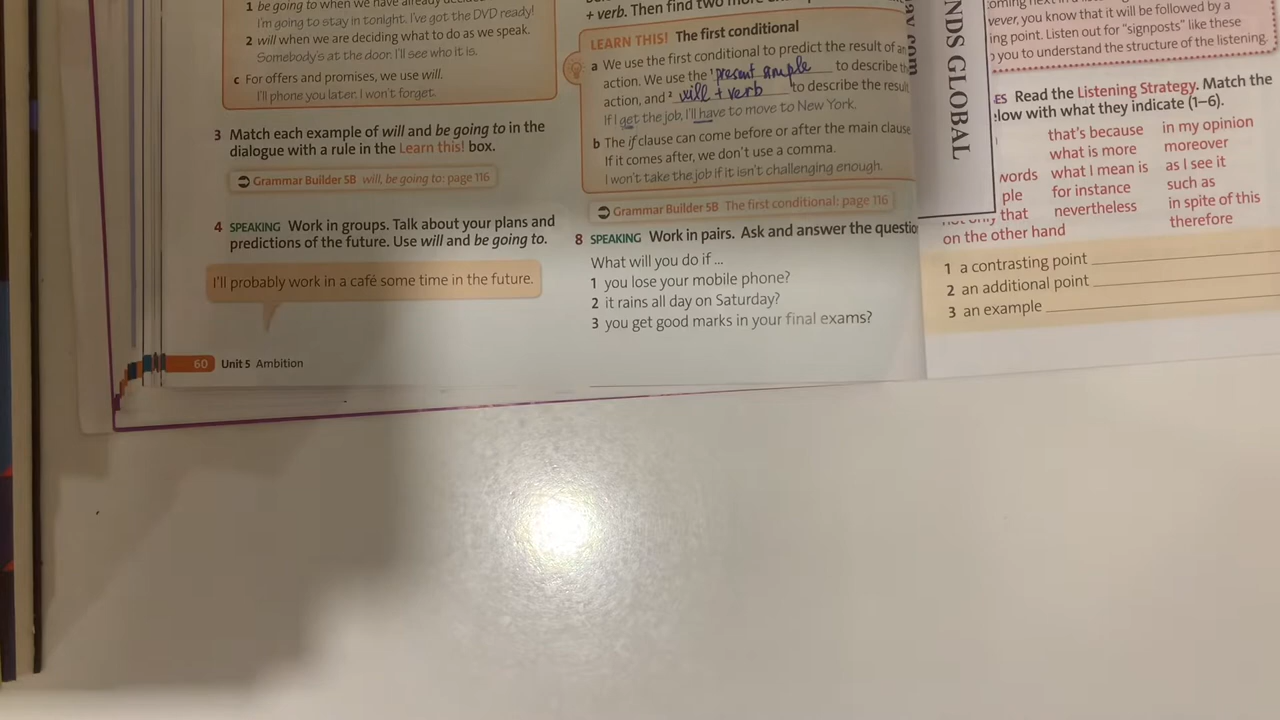 1 be going to when we have already
I'm going to stay in tonight. I've got the DVD ready!
2 will when we are deciding what to do as we speak.
Somebody's at the door. I'll see who it is.
c For offers and promises, we use will.
I'll phone you later. I won't forget.
3 Match each example of will and be going to in the
dialogue with a rule in the Learn this! box.
Grammar Builder 5B will, be going to: page 116
4 SPEAKING Work in groups. Talk about your plans and
predictions of the future. Use will and be going to.
I'll probably work in a café some time in the future.
60 Unit 5 Ambition
+ verb. Then find two more
LEARN THIS! The first conditional
a We use the first conditional to predict the result of an
action. We use the 1 present simple to describe the
action, and 2 will + verb to describe the result
If I get the job, I'll have to move to New York.
b The if clause can come before or after the main clause
If it comes after, we don't use a comma.
I won't take the job if it isn't challenging enough.
Grammar Builder 5B The first conditional: page 116
8 SPEAKING Work in pairs. Ask and answer the questio
What will you do if ...
1 you lose your mobile phone?
2 it rains all day on Saturday?
3 you get good marks in your final exams?
NDS GLOBAL
av com
oming next in a
vever, you know that it will be followed by a
ing point. Listen out for "signposts" like these
you to understand the structure of the listening.
ES Read the Listening Strategy. Match the
elow with what they indicate (1–6).
that's because in my opinion
what is more moreover
words what I mean is as I see it
ple for instance such as
not only that nevertheless in spite of this
on the other hand therefore
1 a contrasting point
2 an additional point
3 an example